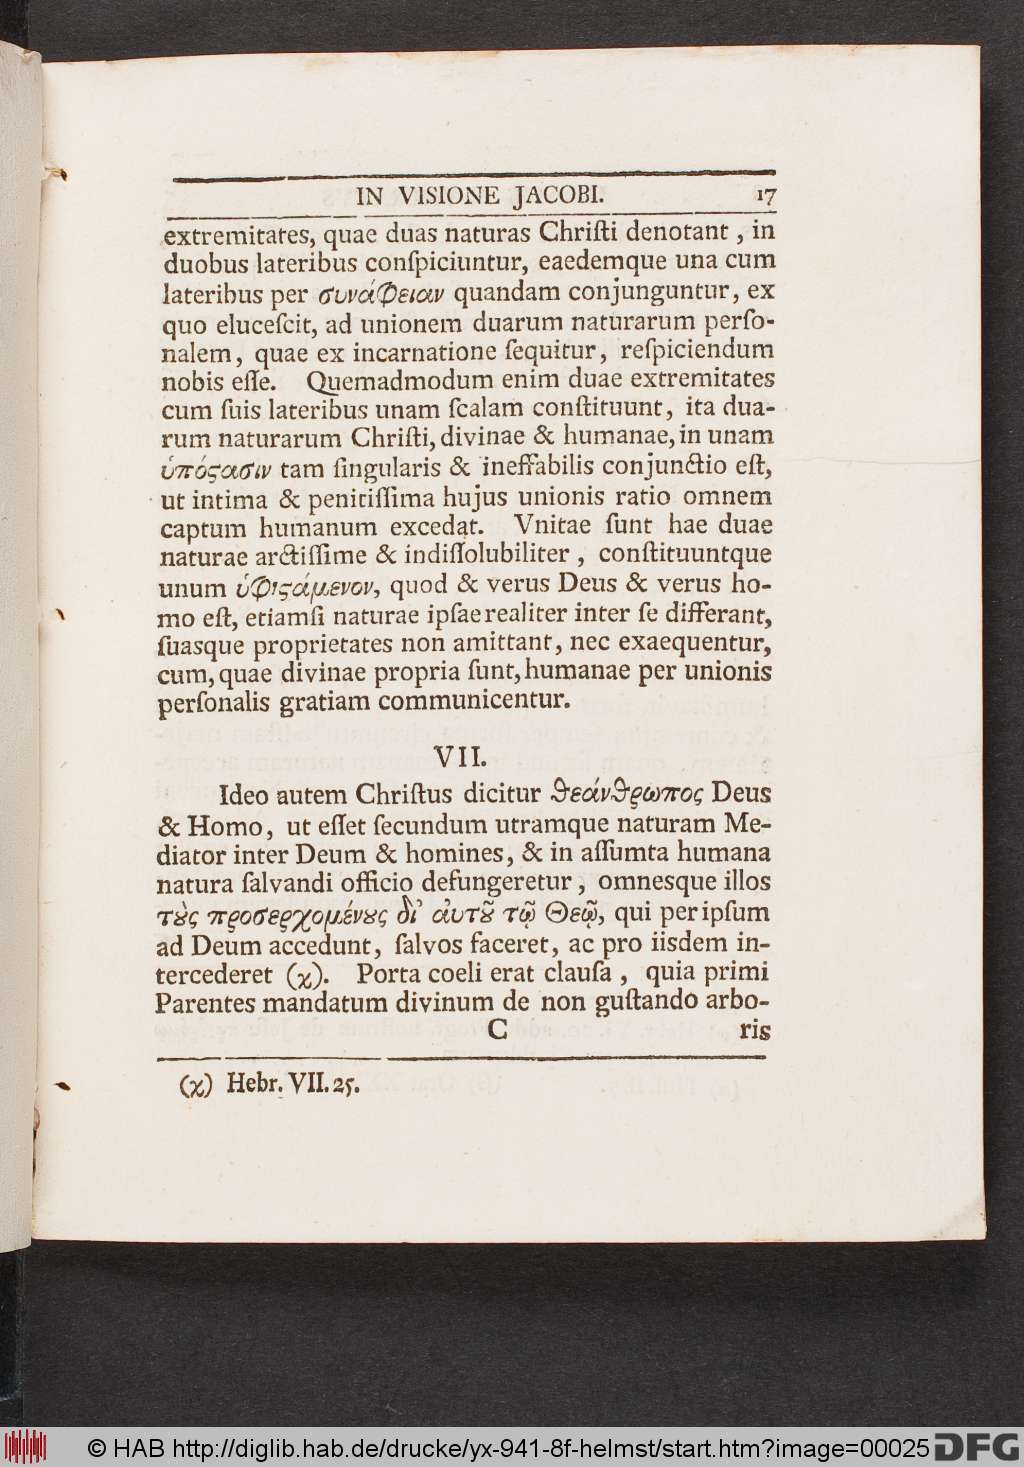 IN VISIONE JACOBI. 17
extremitates, quae duas naturas Chriſti denotant, in
duobus lateribus conſpiciuntur, eaedemque una cum
lateribus per συνάφειαν quandam conjunguntur, ex
quo eluceſcit, ad unionem duarum naturarum perſo-
nalem, quae ex incarnatione ſequitur, reſpiciendum
nobis eſſe. Quemadmodum enim duae extremitates
cum ſuis lateribus unam ſcalam conſtituunt, ita dua-
rum naturarum Chriſti, divinae & humanae, in unam
ὑπόϛασιν tam ſingularis & ineffabilis conjunctio eſt,
ut intima & penitiſſima hujus unionis ratio omnem
captum humanum excedat. Vnitae ſunt hae duae
naturae arctiſſime & indiſſolubiliter, conſtituuntque
unum ὑφιϛάμενον, quod & verus Deus & verus ho-
mo eſt, etiamſi naturae ipſae realiter inter ſe differant,
ſuasque proprietates non amittant, nec exaequentur,
cum, quae divinae propria ſunt, humanae per unionis
perſonalis gratiam communicentur.
VII.
Ideo autem Chriſtus dicitur θεάνθρωπος Deus
& Homo, ut eſſet ſecundum utramque naturam Me-
diator inter Deum & homines, & in aſſumta humana
natura ſalvandi officio defungeretur, omnesque illos
τȣ̀ς προσερχομένȣς δι' ἀυτȣ͂ τῷ Θεῷ, qui per ipſum
ad Deum accedunt, ſalvos faceret, ac pro iisdem in-
tercederet (χ). Porta coeli erat clauſa, quia primi
Parentes mandatum divinum de non guſtando arbo-
C ris
(χ) Hebr. VII. 25.
© HAB http://diglib.hab.de/drucke/yx-941-8f-helmst/start.htm?image=00025 DFG